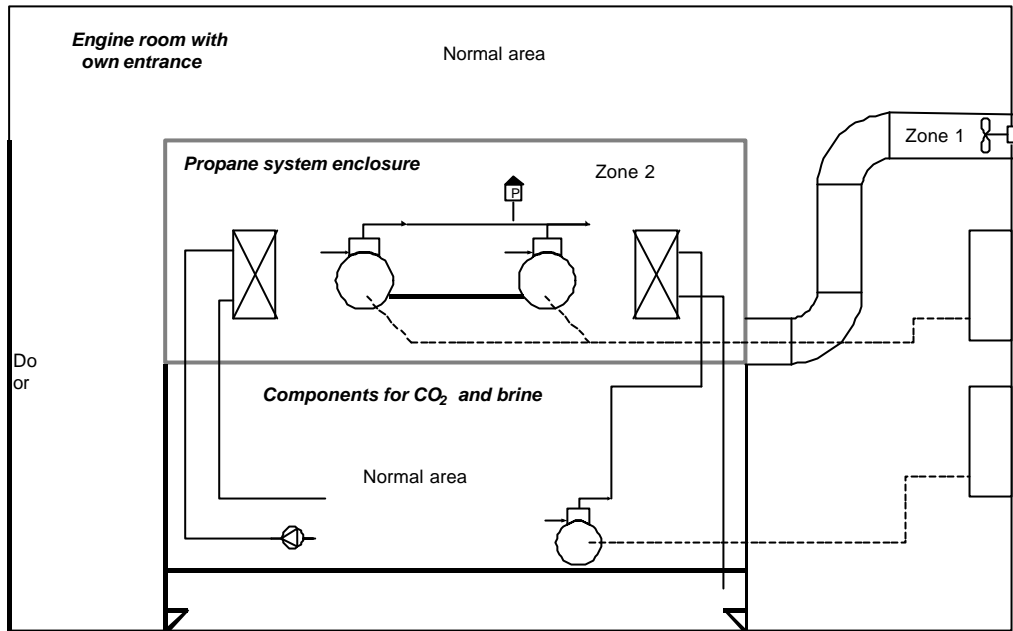 Engine room with
own entrance
Normal area
Zone 1
Propane system enclosure
Zone 2
P
Do
or
Components for CO₂ and brine
Normal area